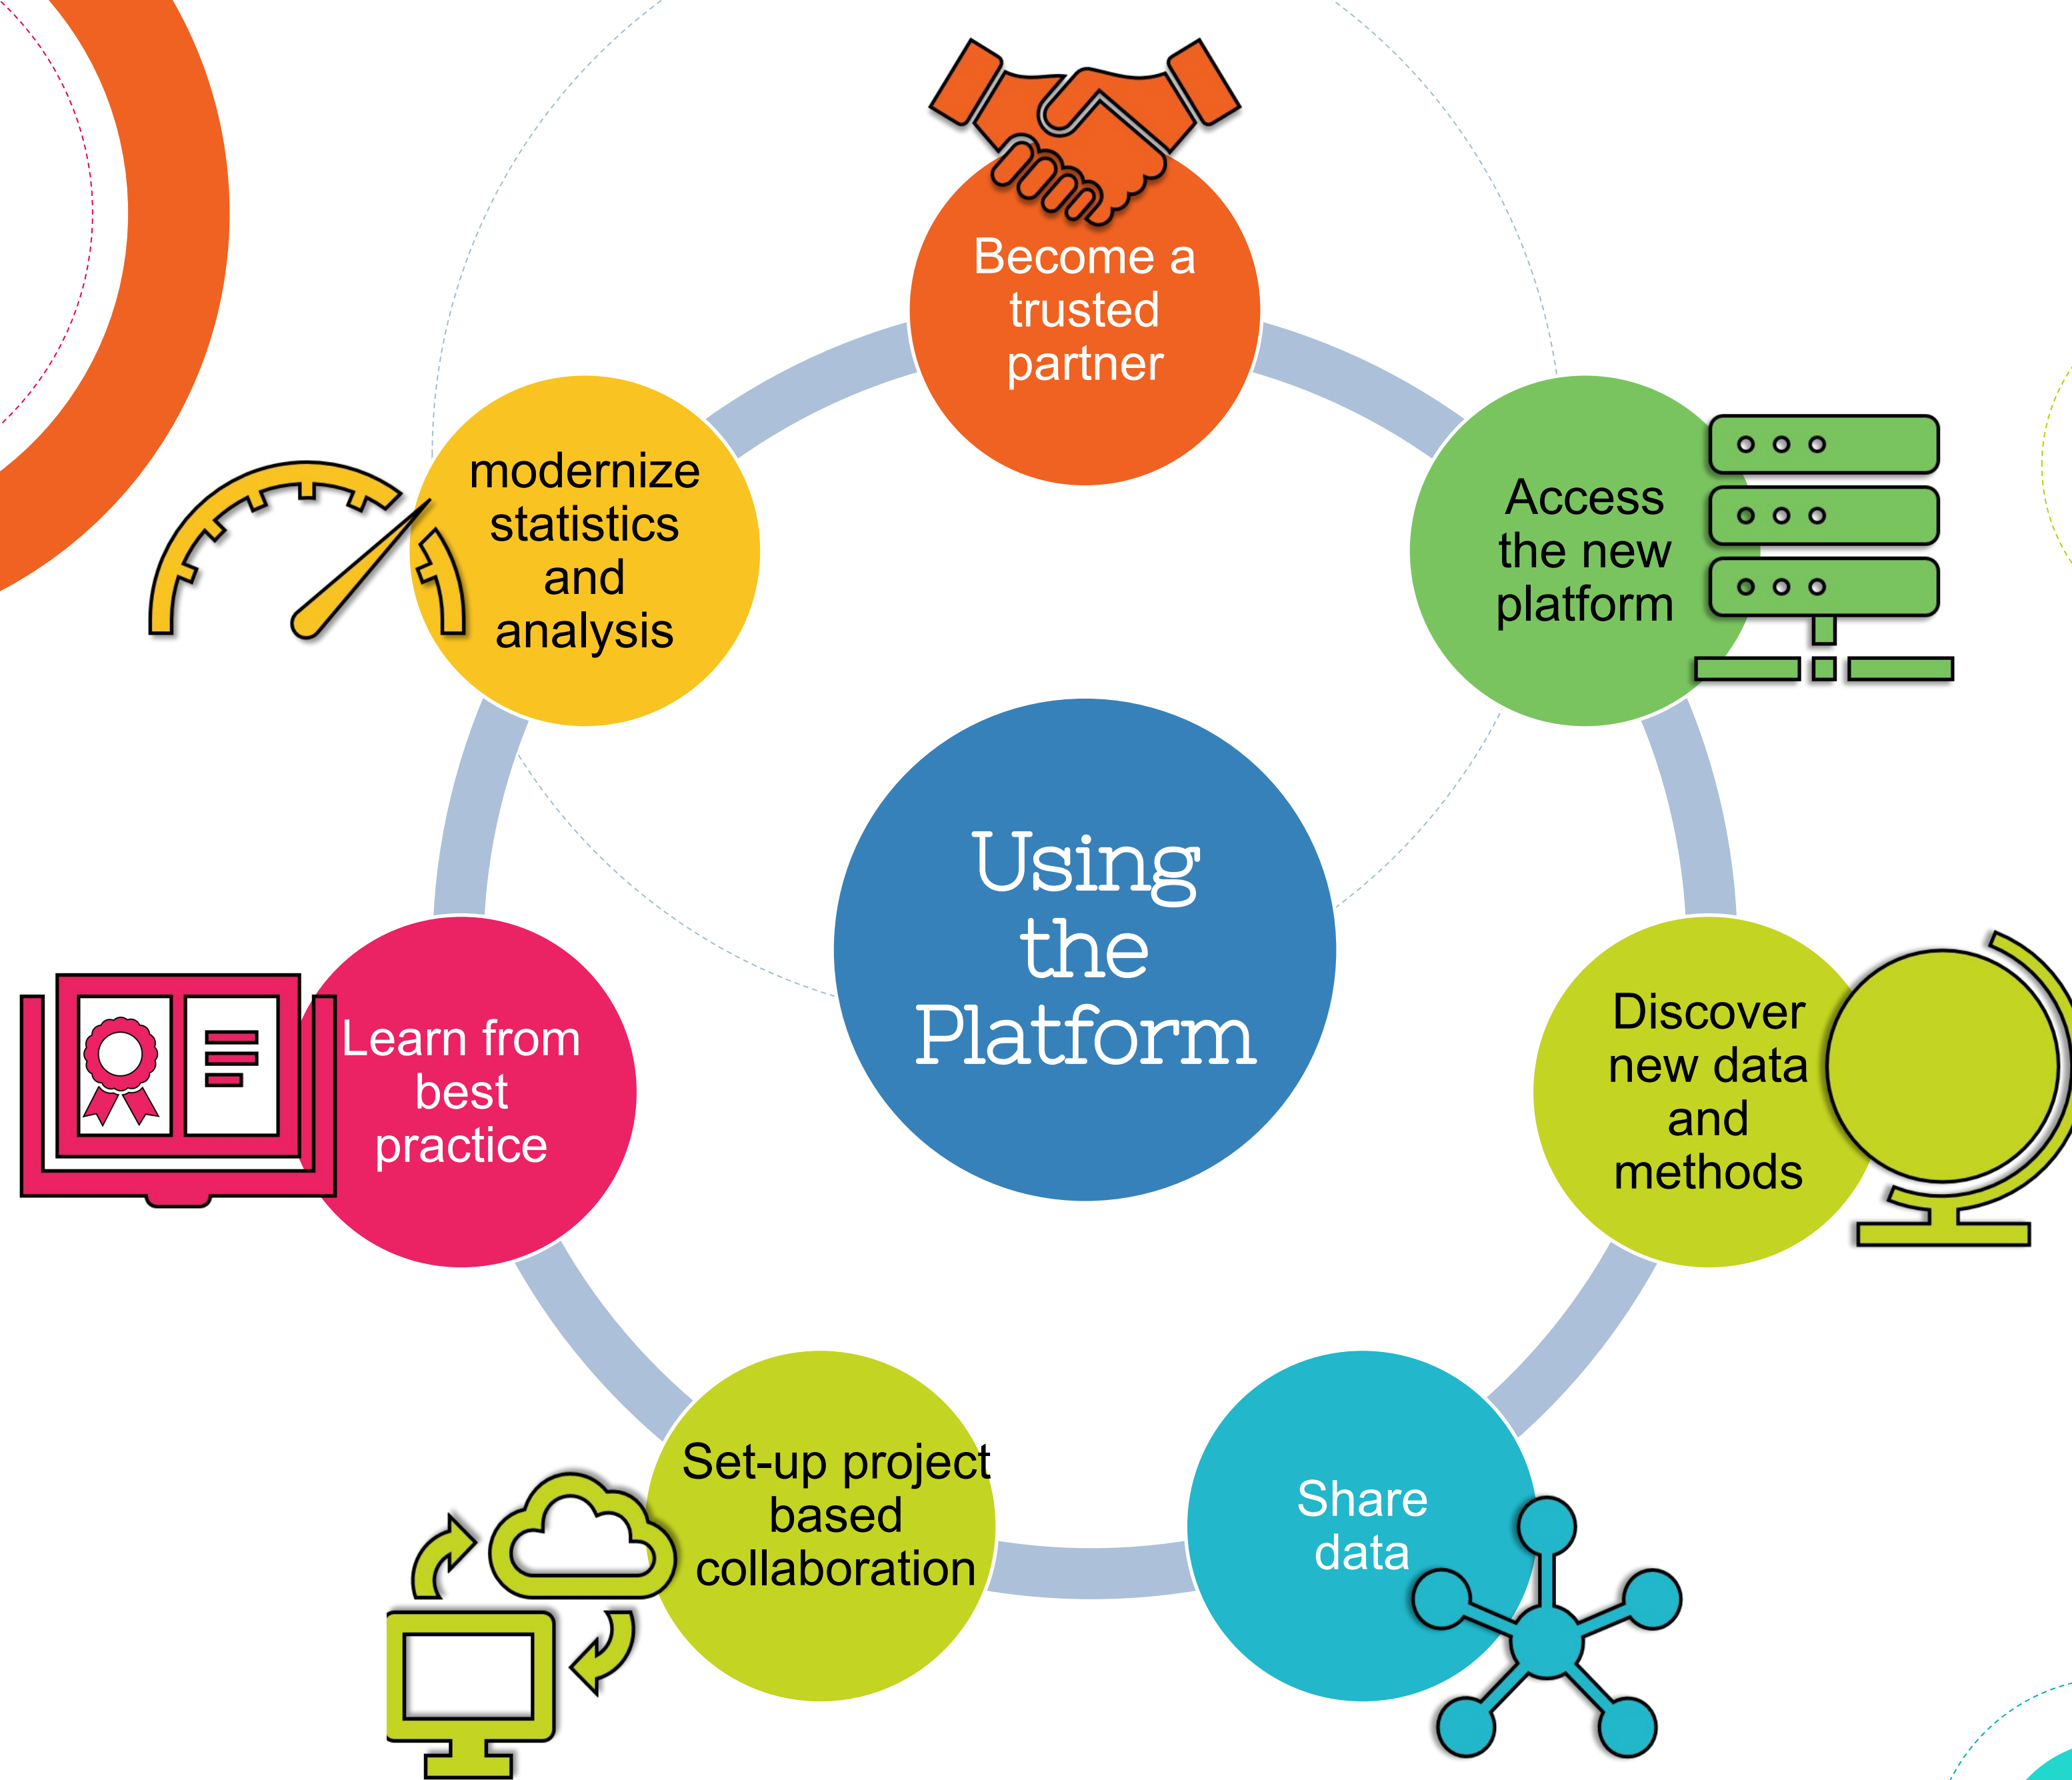 Become a
trusted
partner
Access
the new
platform
Discover
new data
and
methods
Share
data
Set-up project
based
collaboration
Learn from
best
practice
modernize
statistics
and
analysis
Using
the
Platform